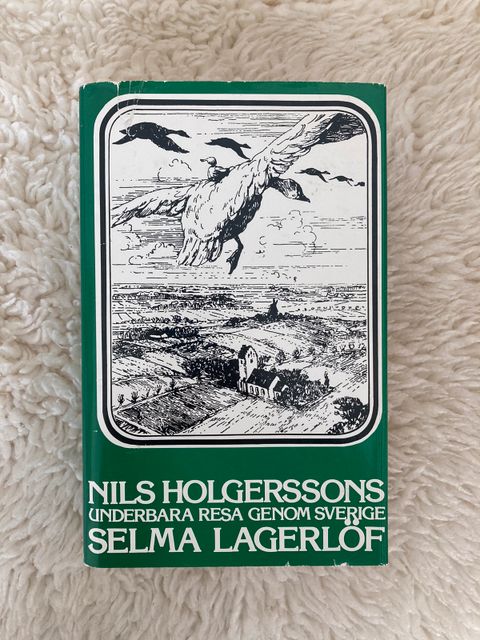 NILS HOLGERSSONS
UNDERBARA RESA GENOM SVERIGE
SELMA LAGERLÖF